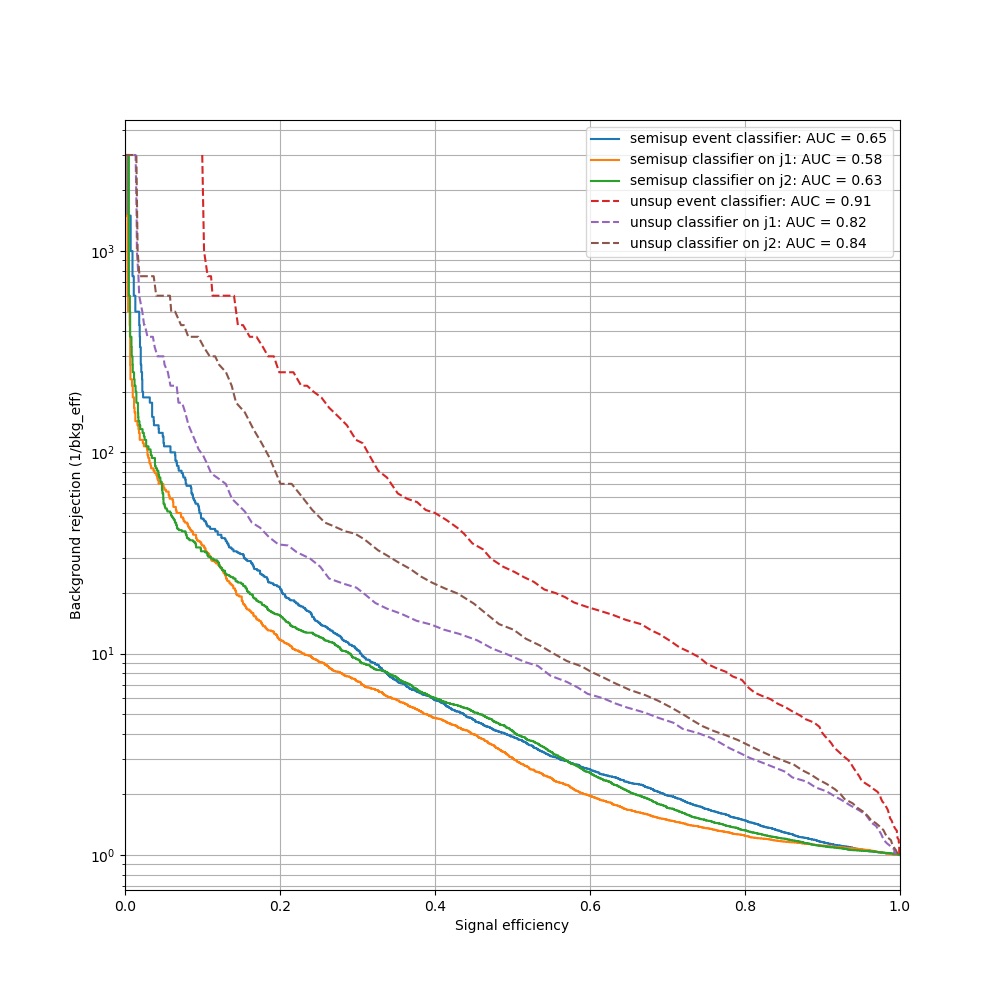 semisup event classifier: AUC = 0.65
semisup classifier on j1: AUC = 0.58
semisup classifier on j2: AUC = 0.63
unsup event classifier: AUC = 0.91
unsup classifier on j1: AUC = 0.82
unsup classifier on j2: AUC = 0.84
Background rejection (1/bkg_eff)
10³
10²
10¹
10⁰
0.0 0.2 0.4 0.6 0.8 1.0
Signal efficiency